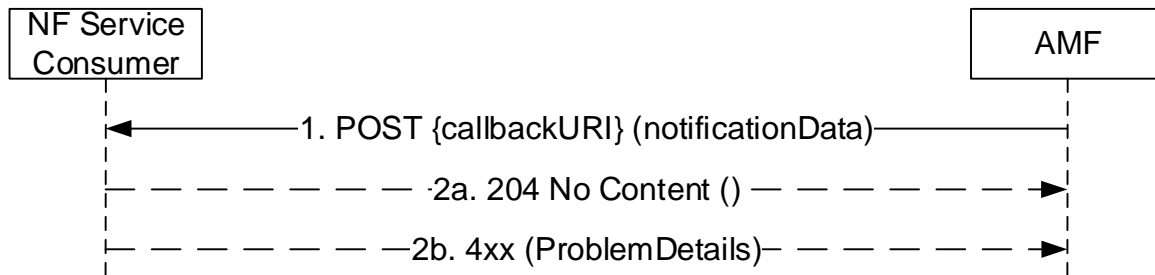 NF Service
Consumer
AMF
1. POST {callbackURI} (notificationData)
2a. 204 No Content ()
2b. 4xx (ProblemDetails)